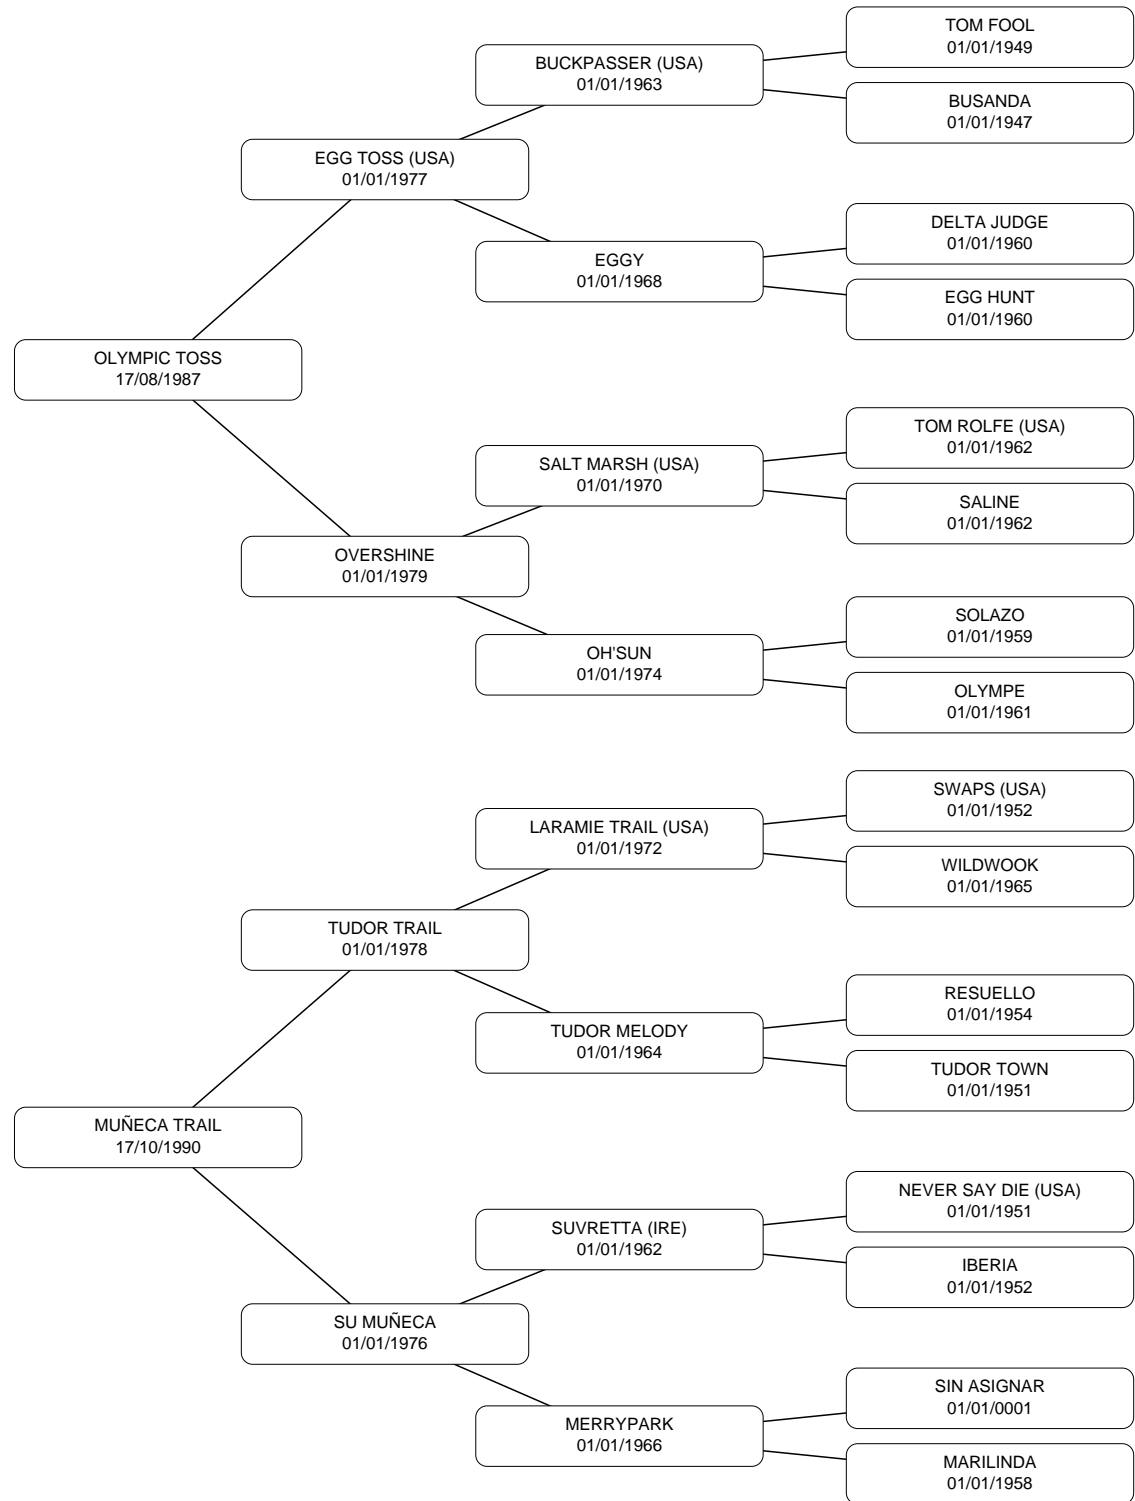 TOM FOOL
01/01/1949
BUCKPASSER (USA)
01/01/1963
BUSANDA
01/01/1947
EGG TOSS (USA)
01/01/1977
DELTA JUDGE
01/01/1960
EGGY
01/01/1968
EGG HUNT
01/01/1960
OLYMPIC TOSS
17/08/1987
TOM ROLFE (USA)
01/01/1962
SALT MARSH (USA)
01/01/1970
SALINE
01/01/1962
OVERSHINE
01/01/1979
SOLAZO
01/01/1959
OH'SUN
01/01/1974
OLYMPE
01/01/1961
SWAPS (USA)
01/01/1952
LARAMIE TRAIL (USA)
01/01/1972
WILDWOOK
01/01/1965
TUDOR TRAIL
01/01/1978
RESUELLO
01/01/1954
TUDOR MELODY
01/01/1964
TUDOR TOWN
01/01/1951
MUÑECA TRAIL
17/10/1990
NEVER SAY DIE (USA)
01/01/1951
SUVRETTA (IRE)
01/01/1962
IBERIA
01/01/1952
SU MUÑECA
01/01/1976
SIN ASIGNAR
01/01/0001
MERRYPARK
01/01/1966
MARILINDA
01/01/1958